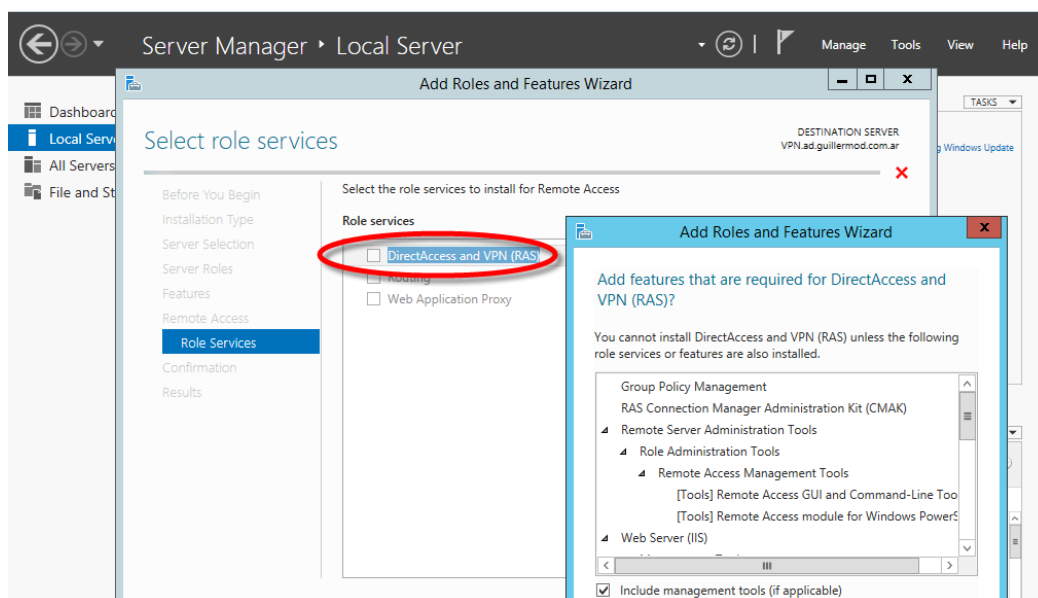 Server Manager ‣ Local Server
Manage Tools View Help
Add Roles and Features Wizard
TASKS
Dashboard
Local Serv
All Servers
File and St
Select role services
DESTINATION SERVER
VPN.ad.guillermod.com.ar
g Windows Update
Before You Begin
Installation Type
Server Selection
Server Roles
Features
Remote Access
Role Services
Confirmation
Results
Select the role services to install for Remote Access
Role services
DirectAccess and VPN (RAS)
Routing
Web Application Proxy
Add Roles and Features Wizard
Add features that are required for DirectAccess and
VPN (RAS)?
You cannot install DirectAccess and VPN (RAS) unless the following
role services or features are also installed.
Group Policy Management
RAS Connection Manager Administration Kit (CMAK)
Remote Server Administration Tools
Role Administration Tools
Remote Access Management Tools
[Tools] Remote Access GUI and Command-Line Too
[Tools] Remote Access module for Windows PowerS
Web Server (IIS)
Include management tools (if applicable)